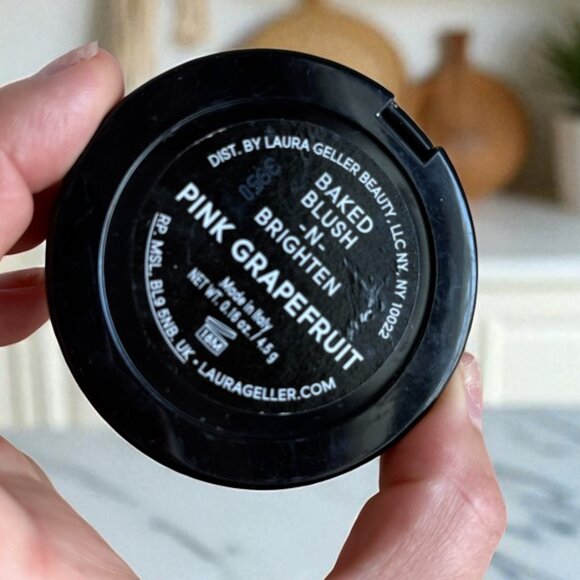 DIST. BY LAURA GELLER BEAUTY, LLC NY, NY 10022
BAKED
BLUSH
-N-
BRIGHTEN
PINK GRAPEFRUIT
Made in Italy
NET WT. 0.16 oz. / 4.5 g
RP. MSL, BL9 5NB, UK • LAURAGELLER.COM